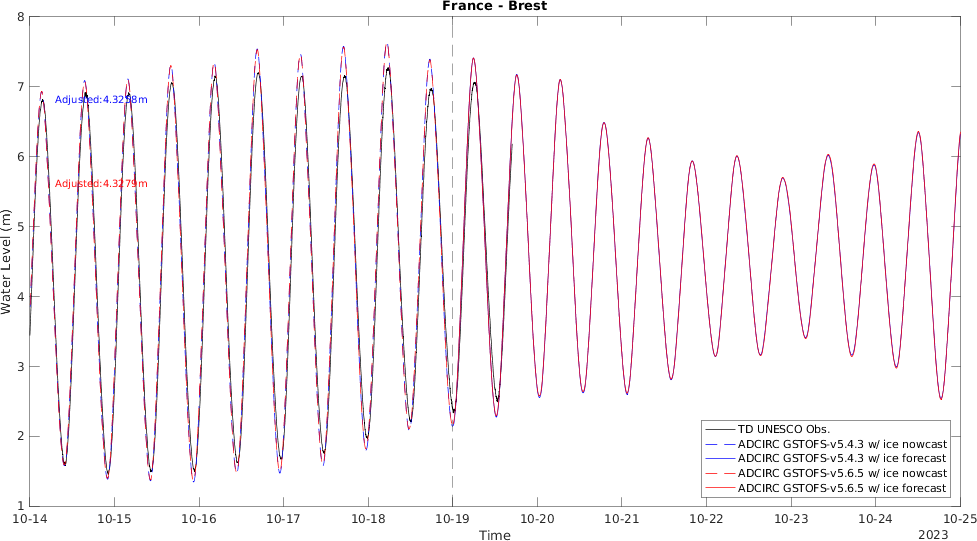 France - Brest
8
7
6
5
4
3
2
1
Water Level (m)
Adjusted:4.3298m
Adjusted:4.3279m
TD UNESCO Obs.
ADCIRC GSTOFS-v5.4.3 w/ ice nowcast
ADCIRC GSTOFS-v5.4.3 w/ ice forecast
ADCIRC GSTOFS-v5.6.5 w/ ice nowcast
ADCIRC GSTOFS-v5.6.5 w/ ice forecast
10-14 10-15 10-16 10-17 10-18 10-19 10-20 10-21 10-22 10-23 10-24 10-25
Time
2023